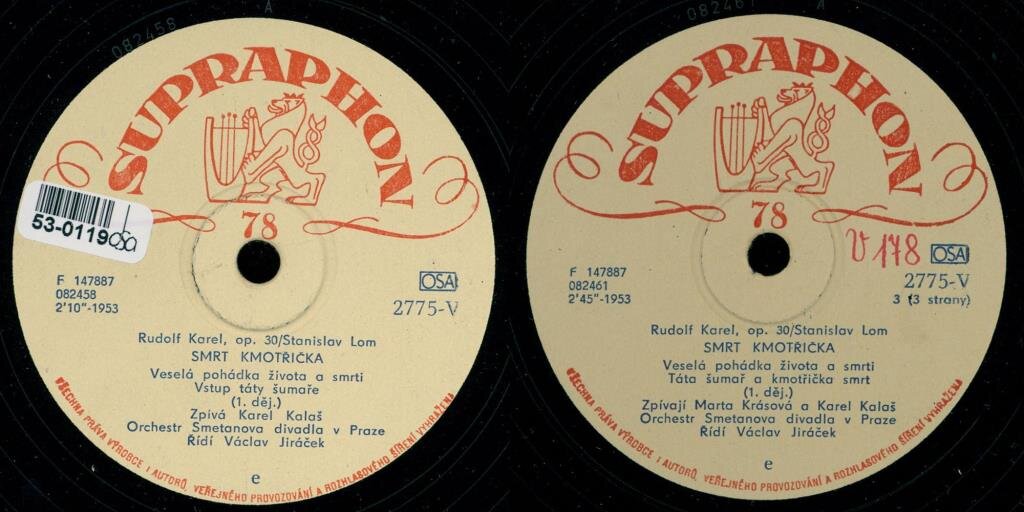 082458 A
SUPRAPHON
78
53-0119
OSA
F 147887
082458
2'10"-1953
OSA
2775-V
Rudolf Karel, op. 30/Stanislav Lom
SMRT KMOTŘIČKA
Veselá pohádka života a smrti
Vstup táty šumaře
(1. děj.)
Zpívá Karel Kalaš
Orchestr Smetanova divadla v Praze
Řídí Václav Jiráček
e
VŠECHNA PRÁVA VÝROBCE I AUTORŮ, VEŘEJNÉHO PROVOZOVÁNÍ A ROZHLASOVÉHO ŠÍŘENÍ VYHRAŽENA
082461 A
SUPRAPHON
78
V 178
F 147887
082461
2'45"-1953
OSA
2775-V
3 (3 strany)
Rudolf Karel, op. 30/Stanislav Lom
SMRT KMOTŘIČKA
Veselá pohádka života a smrti
Táta šumař a kmotřička smrt
(1. děj.)
Zpívají Marta Krásová a Karel Kalaš
Orchestr Smetanova divadla v Praze
Řídí Václav Jiráček
e
VŠECHNA PRÁVA VÝROBCE I AUTORŮ, VEŘEJNÉHO PROVOZOVÁNÍ A ROZHLASOVÉHO ŠÍŘENÍ VYHRAŽENA